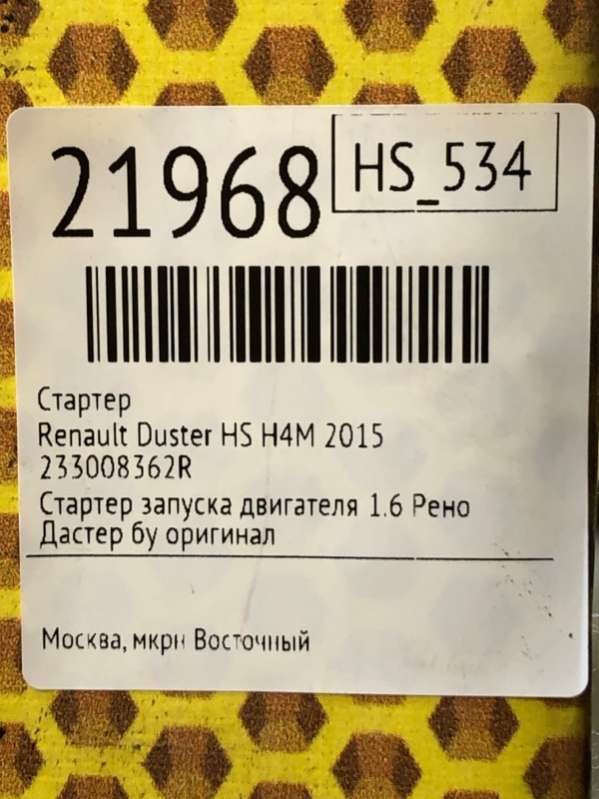 21968
HS_534
Стартер
Renault Duster HS H4M 2015
233008362R
Стартер запуска двигателя 1.6 Рено
Дастер бу оригинал
Москва, мкрн Восточный